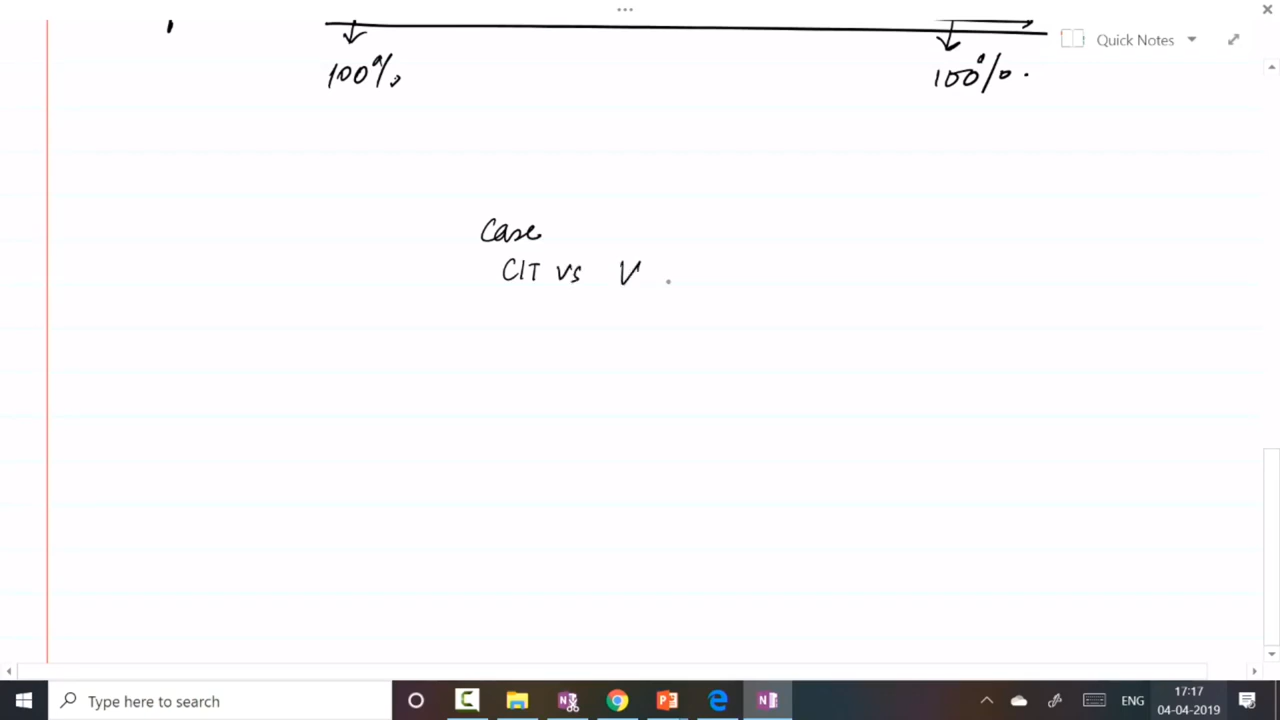 Quick Notes
100% 100%.
Case
CIT vs V .
Type here to search
ENG
17:17
04-04-2019